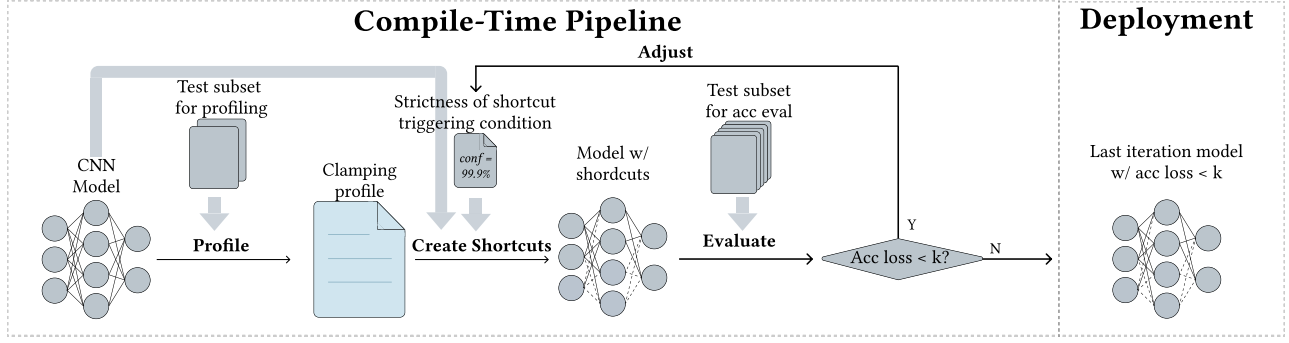 Compile-Time Pipeline
Deployment
Adjust
Test subset
for profiling
Strictness of shortcut
triggering condition
conf =
99.9%
Test subset
for acc eval
CNN
Model
Clamping
profile
Model w/
shordcuts
Last iteration model
w/ acc loss < k
Profile
Create Shortcuts
Evaluate
Y
Acc loss < k?
N